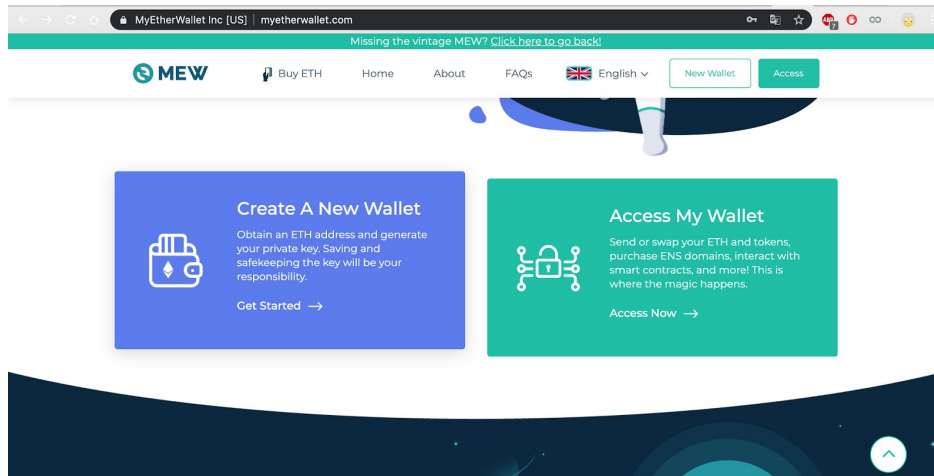 MyEtherWallet Inc [US] | myetherwallet.com
Missing the vintage MEW? Click here to go back!
MEW Buy ETH Home About FAQs English New Wallet Access
Create A New Wallet
Obtain an ETH address and generate
your private key. Saving and
safekeeping the key will be your
responsibility.
Get Started →
Access My Wallet
Send or swap your ETH and tokens,
purchase ENS domains, interact with
smart contracts, and more! This is
where the magic happens.
Access Now →